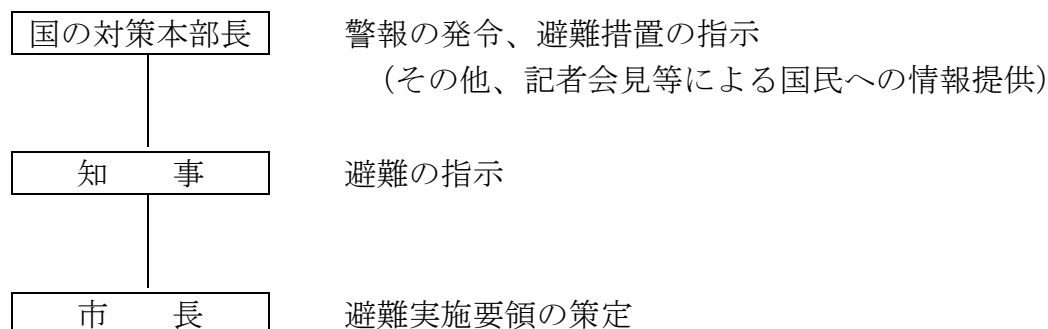 国の対策本部長 警報の発令、避難措置の指示
(その他、記者会見等による国民への情報提供)
知 事 避難の指示
市 長 避難実施要領の策定